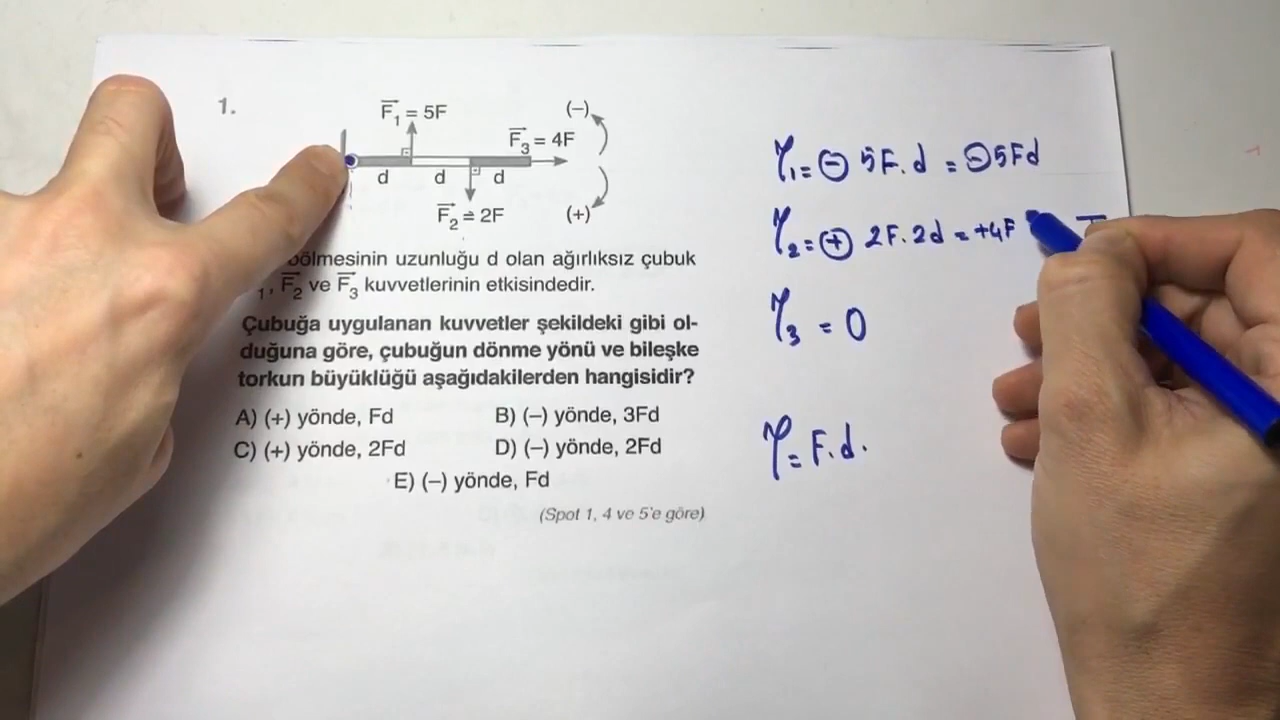 1.
F₁ = 5F
(–)
F₃ = 4F
d d d
F₂ = 2F
(+)
bölmesinin uzunluğu d olan ağırlıksız çubuk
₁, F₂ ve F₃ kuvvetlerinin etkisindedir.
Çubuğa uygulanan kuvvetler şekildeki gibi ol-
duğuna göre, çubuğun dönme yönü ve bileşke
torkun büyüklüğü aşağıdakilerden hangisidir?
A) (+) yönde, Fd B) (–) yönde, 3Fd
C) (+) yönde, 2Fd D) (–) yönde, 2Fd
E) (–) yönde, Fd
(Spot 1, 4 ve 5'e göre)
τ₁ = ⊖ 5F.d = ⊖5Fd
τ₂ = ⊕ 2F.2d = +4F
τ₃ = 0
τ = F.d.